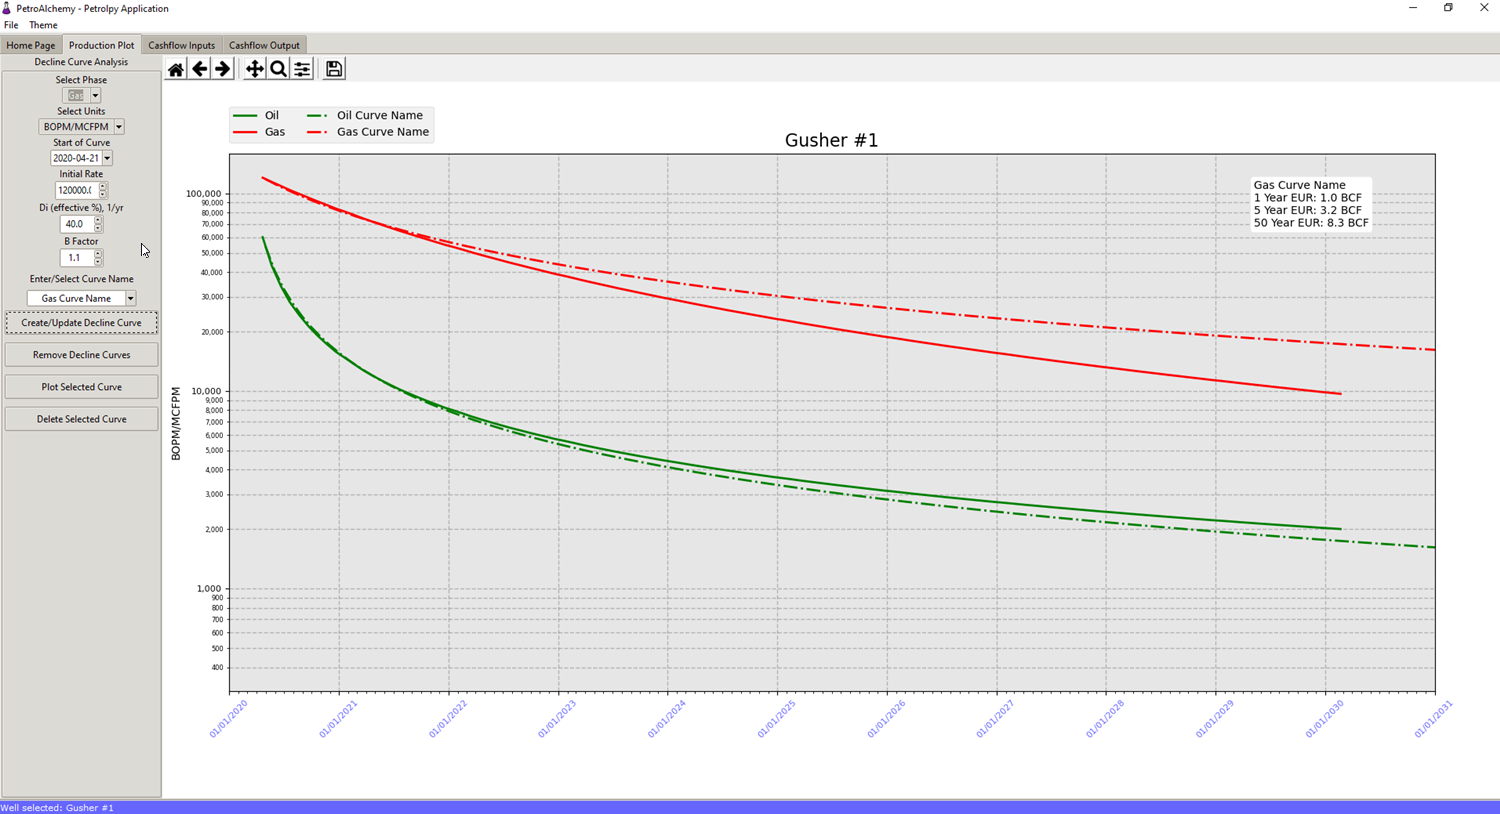 PetroAlchemy - Petrolpy Application
File Theme
Home Page Production Plot Cashflow Inputs Cashflow Output
Decline Curve Analysis
Select Phase
Gas
Select Units
BOPM/MCFPM
Start of Curve
2020-04-21
Initial Rate
120000.(
Di (effective %), 1/yr
40.0
B Factor
1.1
Enter/Select Curve Name
Gas Curve Name
Create/Update Decline Curve
Remove Decline Curves
Plot Selected Curve
Delete Selected Curve
Oil Oil Curve Name
Gas Gas Curve Name
Gusher #1
Gas Curve Name
1 Year EUR: 1.0 BCF
5 Year EUR: 3.2 BCF
50 Year EUR: 8.3 BCF
BOPM/MCFPM
100,000
90,000
80,000
70,000
60,000
50,000
40,000
30,000
20,000
10,000
9,000
8,000
7,000
6,000
5,000
4,000
3,000
2,000
1,000
900
800
700
600
500
400
01/01/2020 01/01/2021 01/01/2022 01/01/2023 01/01/2024 01/01/2025 01/01/2026 01/01/2027 01/01/2028 01/01/2029 01/01/2030 01/01/2031
Well selected: Gusher #1